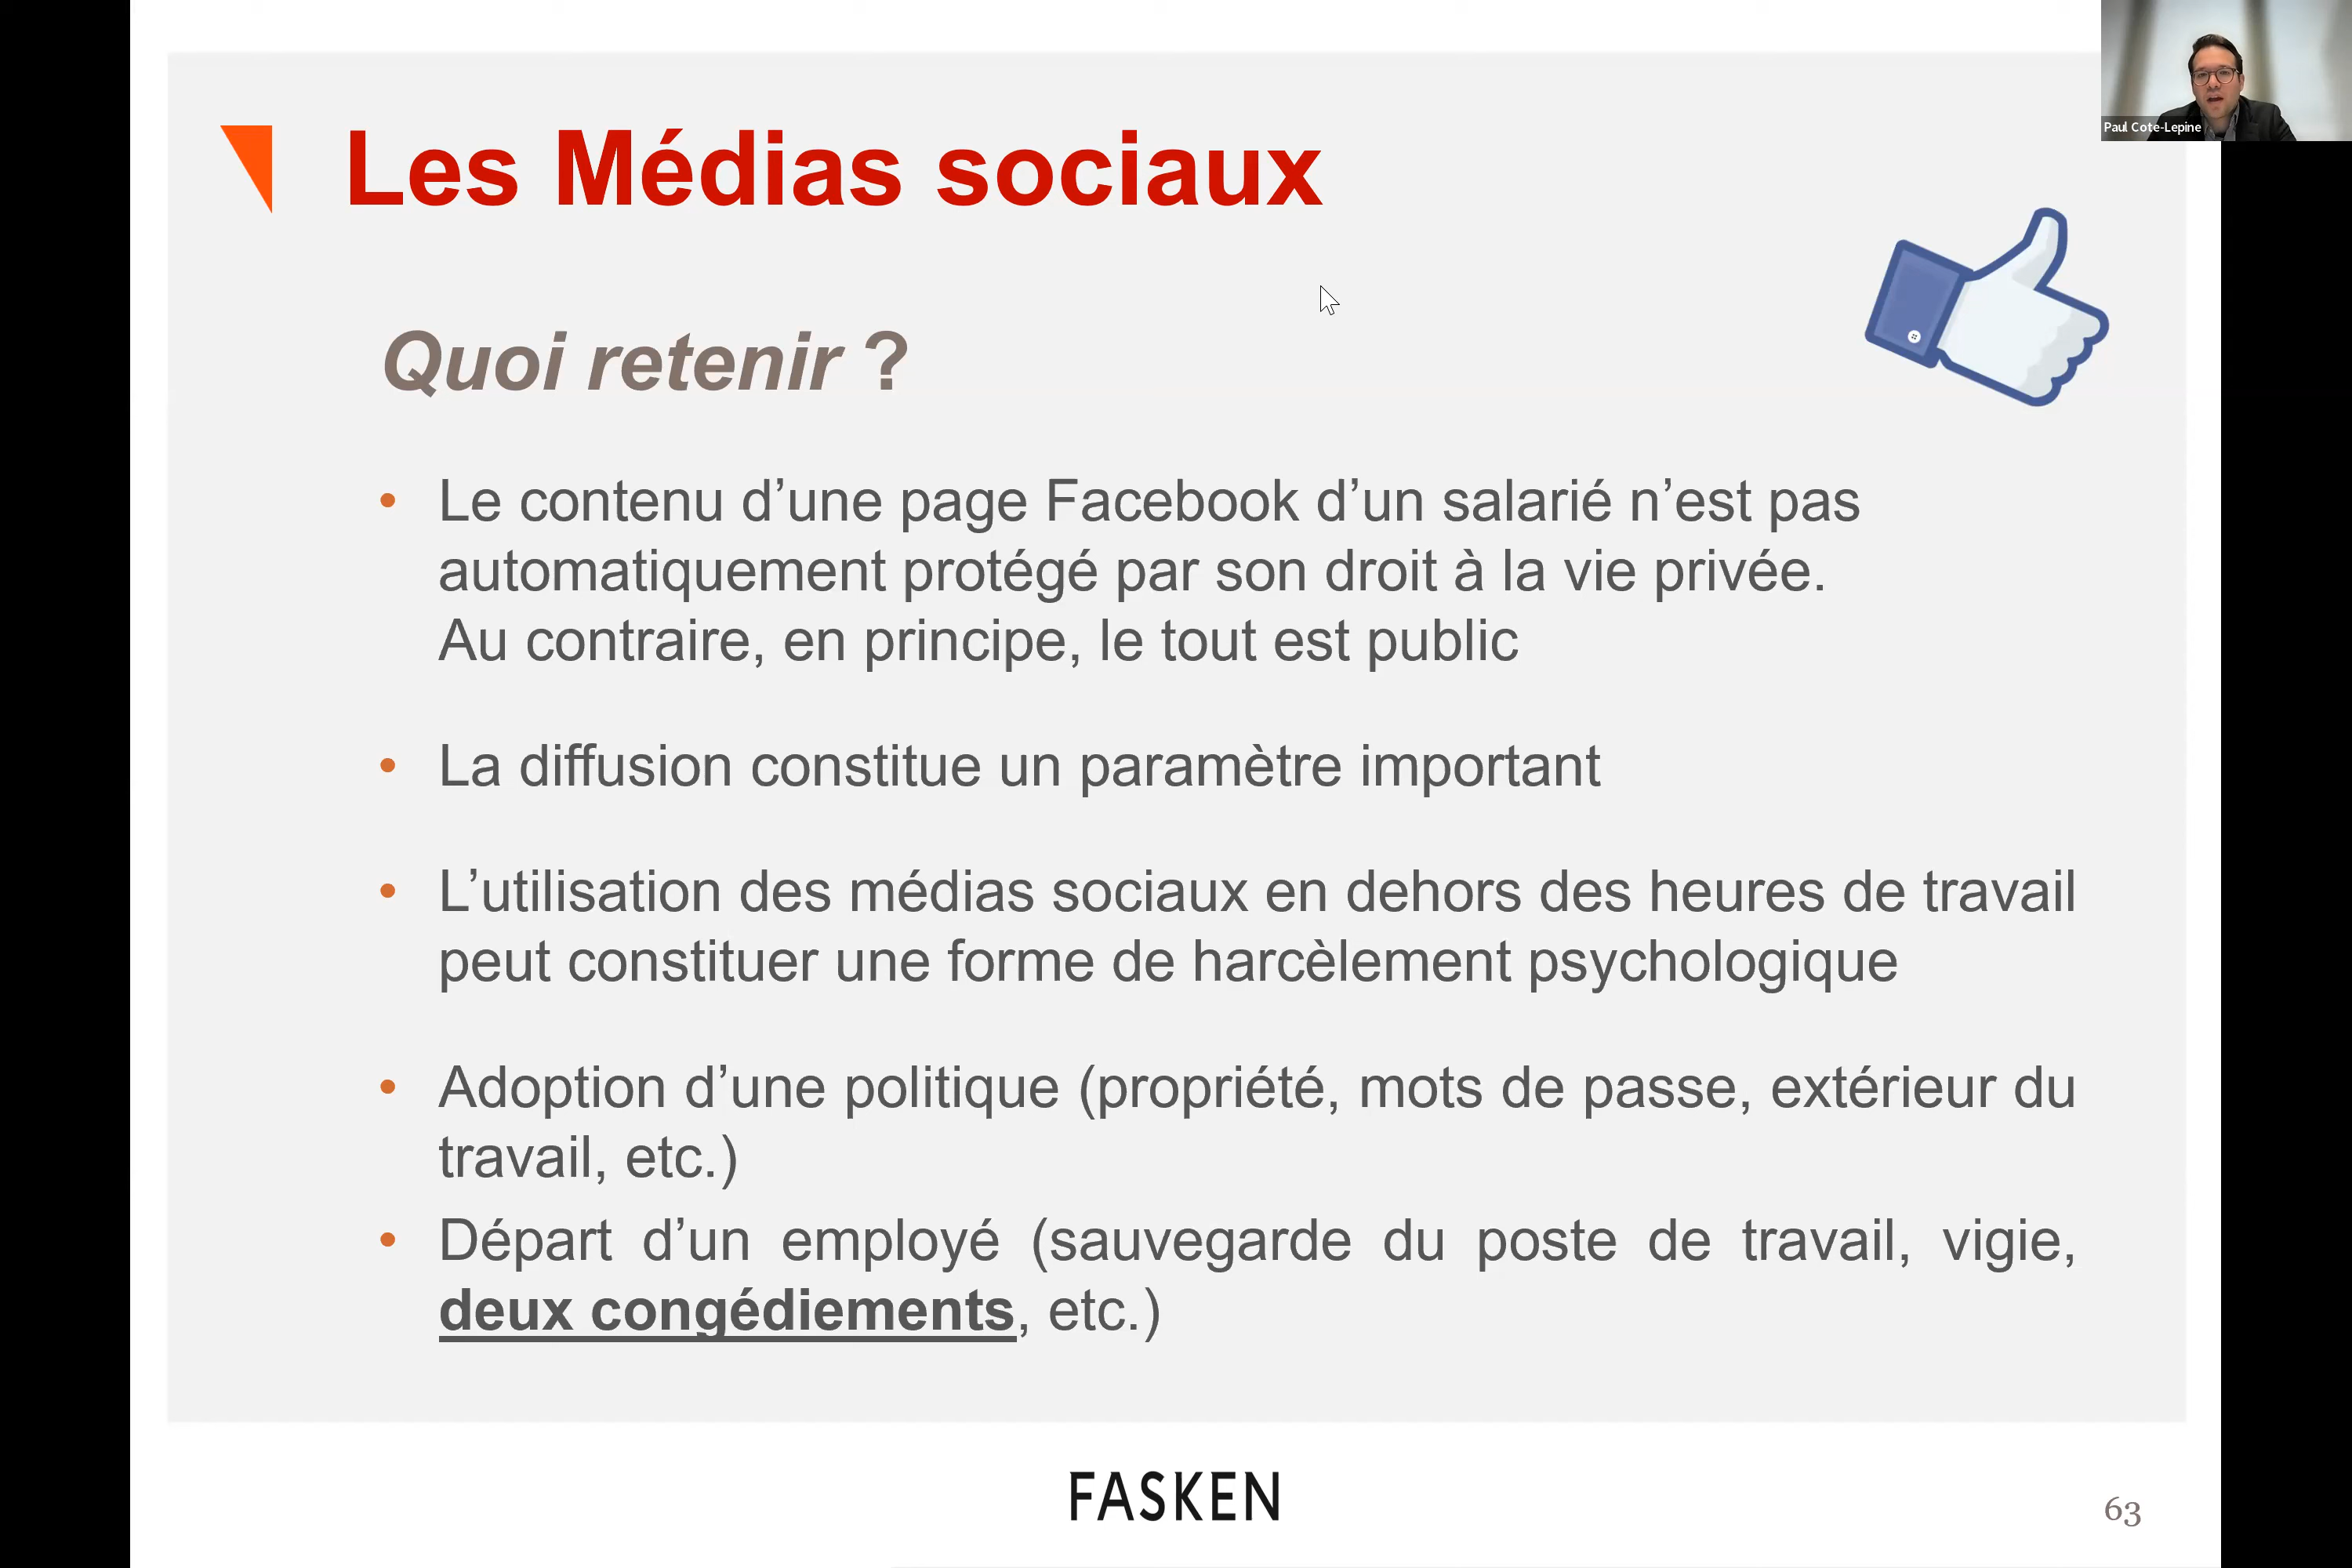 Paul Cote-Lepine
Les Médias sociaux
Quoi retenir ?
• Le contenu d’une page Facebook d’un salarié n’est pas
automatiquement protégé par son droit à la vie privée.
Au contraire, en principe, le tout est public
• La diffusion constitue un paramètre important
• L’utilisation des médias sociaux en dehors des heures de travail
peut constituer une forme de harcèlement psychologique
• Adoption d’une politique (propriété, mots de passe, extérieur du
travail, etc.)
• Départ d’un employé (sauvegarde du poste de travail, vigie,
deux congédiements, etc.)
FASKEN
63